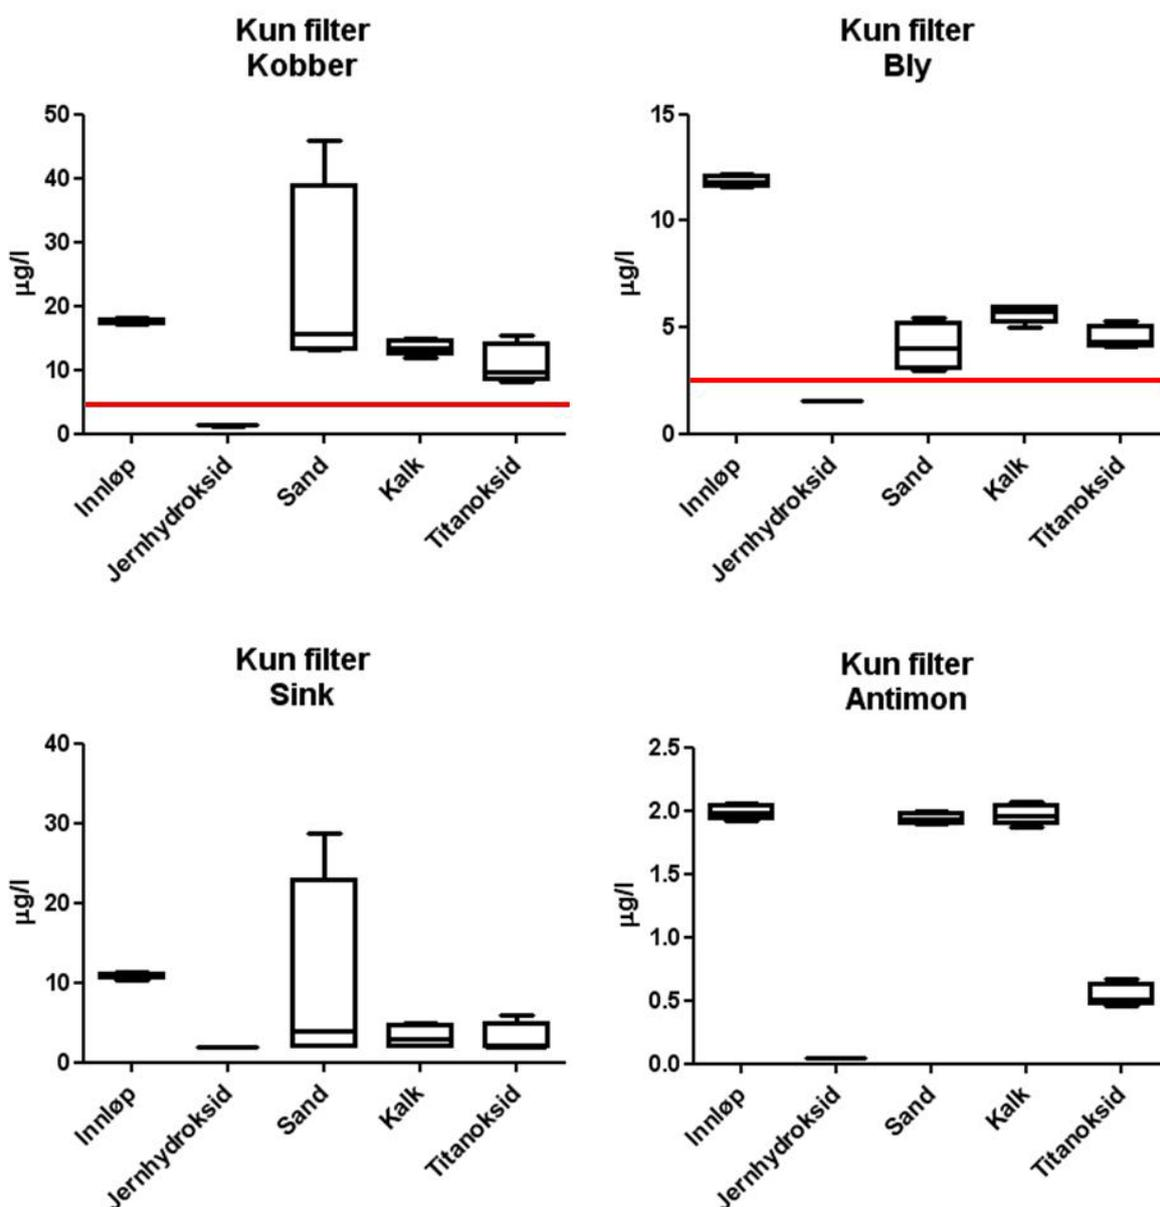 Kun filter
Kobber
50
40
30
20
10
0
µg/l
Innløp
Jernhydroksid
Sand
Kalk
Titanoksid
Kun filter
Bly
15
10
5
0
µg/l
Innløp
Jernhydroksid
Sand
Kalk
Titanoksid
Kun filter
Sink
40
30
20
10
0
µg/l
Innløp
Jernhydroksid
Sand
Kalk
Titanoksid
Kun filter
Antimon
2.5
2.0
1.5
1.0
0.5
0.0
µg/l
Innløp
Jernhydroksid
Sand
Kalk
Titanoksid